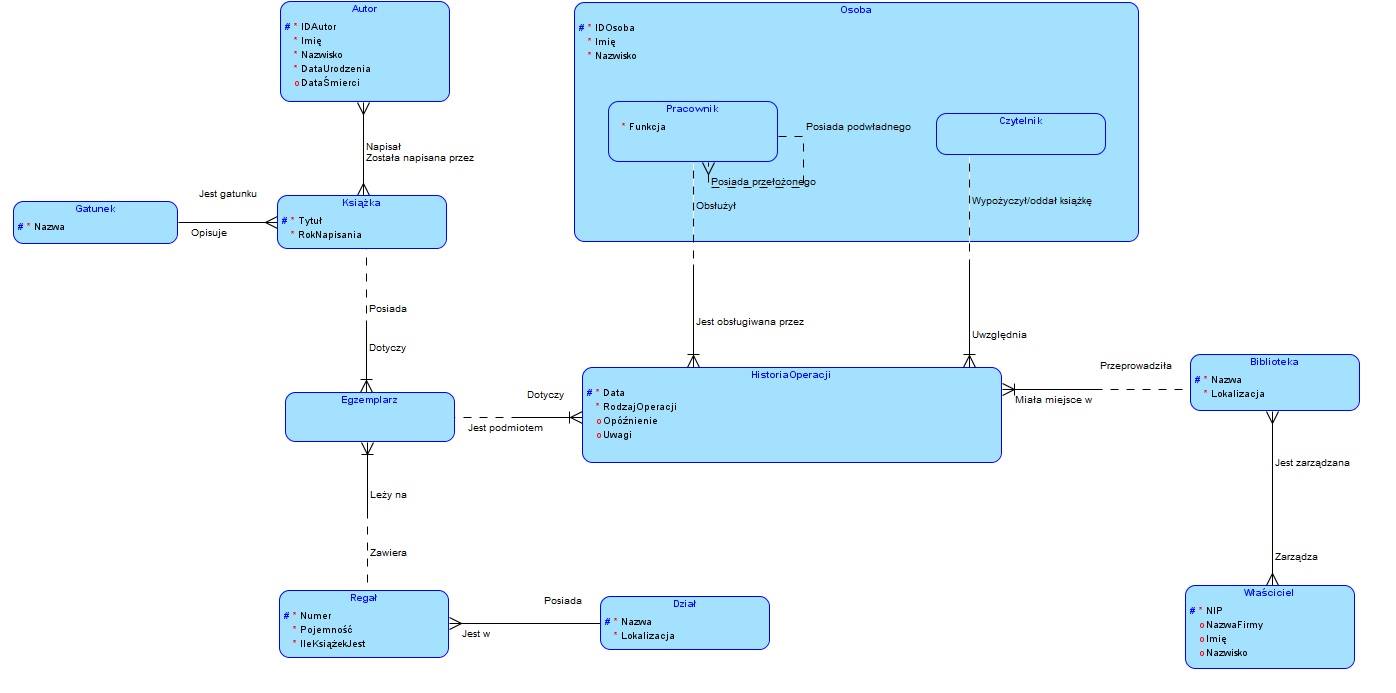 Autor
# * IDAutor
* Imię
* Nazwisko
* DataUrodzenia
o DataŚmierci
Napisał
Została napisana przez
Osoba
# * IDOsoba
* Imię
* Nazwisko
Pracownik
* Funkcja
Posiada podwładnego
Posiada przełożonego
Obsłużył
Czytelnik
Wypożyczył/oddał książkę
Gatunek
# * Nazwa
Jest gatunku
Opisuje
Książka
# * Tytuł
* RokNapisania
Posiada
Dotyczy
Jest obsługiwana przez
Uwzględnia
Egzemplarz
Dotyczy
Jest podmiotem
HistoriaOperacji
# * Data
* RodzajOperacji
o Opóźnienie
o Uwagi
Przeprowadziła
Miała miejsce w
Biblioteka
# * Nazwa
* Lokalizacja
Jest zarządzana
Zarządza
Leży na
Zawiera
Regał
# * Numer
* Pojemność
* IleKsiążekJest
Posiada
Jest w
Dział
# * Nazwa
* Lokalizacja
Właściciel
# * NIP
o NazwaFirmy
o Imię
o Nazwisko